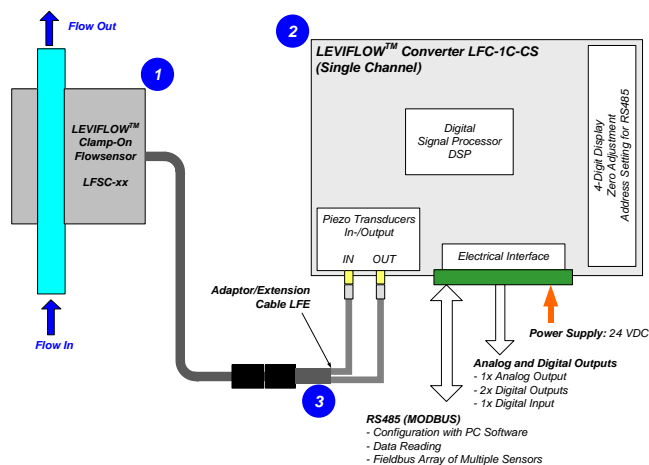 Flow Out
1
LEVIFLOW™
Clamp-On
Flowsensor
LFSC-xx
Flow In
2
LEVIFLOW™ Converter LFC-1C-CS
(Single Channel)
Digital
Signal Processor
DSP
4-Digit Display
Zero Adjustment
Address Setting for RS485
Piezo Transducers
In-/Output
IN OUT
Electrical Interface
Adaptor/Extension
Cable LFE
3
Power Supply: 24 VDC
Analog and Digital Outputs
- 1x Analog Output
- 2x Digital Outputs
- 1x Digital Input
RS485 (MODBUS)
- Configuration with PC Software
- Data Reading
- Fieldbus Array of Multiple Sensors